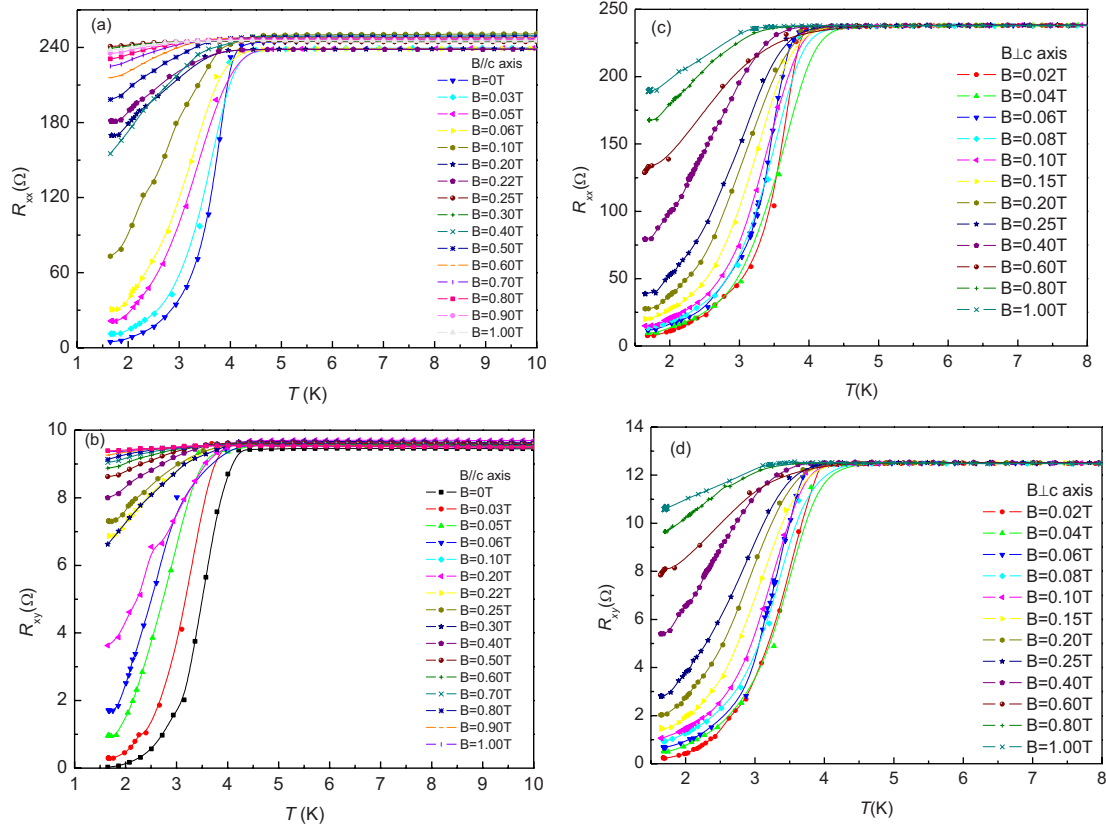 (a)
240
180
120
60
0
Rxx(Ω)
1 2 3 4 5 6 7 8 9 10
T (K)
B//c axis
B=0T
B=0.03T
B=0.05T
B=0.06T
B=0.10T
B=0.20T
B=0.22T
B=0.25T
B=0.30T
B=0.40T
B=0.50T
B=0.60T
B=0.70T
B=0.80T
B=0.90T
B=1.00T
(c)
250
200
150
100
50
0
Rxx(Ω)
2 3 4 5 6 7 8
T(K)
B⊥c axis
B=0.02T
B=0.04T
B=0.06T
B=0.08T
B=0.10T
B=0.15T
B=0.20T
B=0.25T
B=0.40T
B=0.60T
B=0.80T
B=1.00T
(b)
10
8
6
4
2
0
Rxy(Ω)
1 2 3 4 5 6 7 8 9 10
T (K)
B//c axis
B=0T
B=0.03T
B=0.05T
B=0.06T
B=0.10T
B=0.20T
B=0.22T
B=0.25T
B=0.30T
B=0.40T
B=0.50T
B=0.60T
B=0.70T
B=0.80T
B=0.90T
B=1.00T
(d)
14
12
10
8
6
4
2
0
Rxy(Ω)
2 3 4 5 6 7 8
T(K)
B⊥c axis
B=0.02T
B=0.04T
B=0.06T
B=0.08T
B=0.10T
B=0.15T
B=0.20T
B=0.25T
B=0.40T
B=0.60T
B=0.80T
B=1.00T